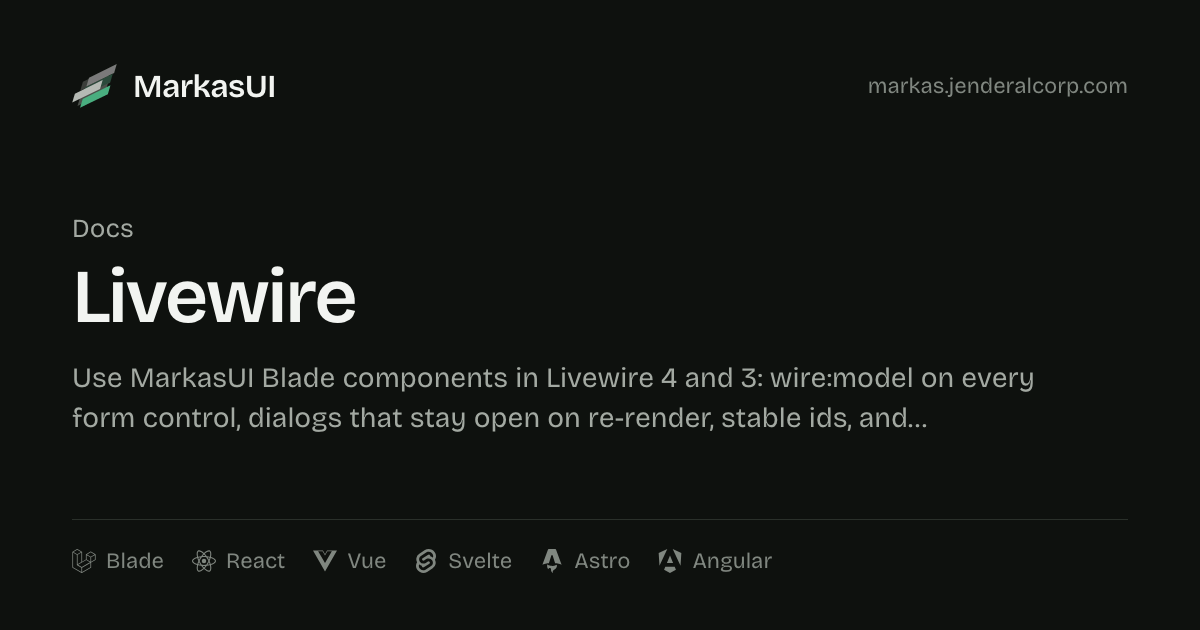 MarkasUI
markas.jenderalcorp.com
Docs
Livewire
Use MarkasUI Blade components in Livewire 4 and 3: wire:model on every
form control, dialogs that stay open on re-render, stable ids, and...
Blade React Vue Svelte Astro Angular